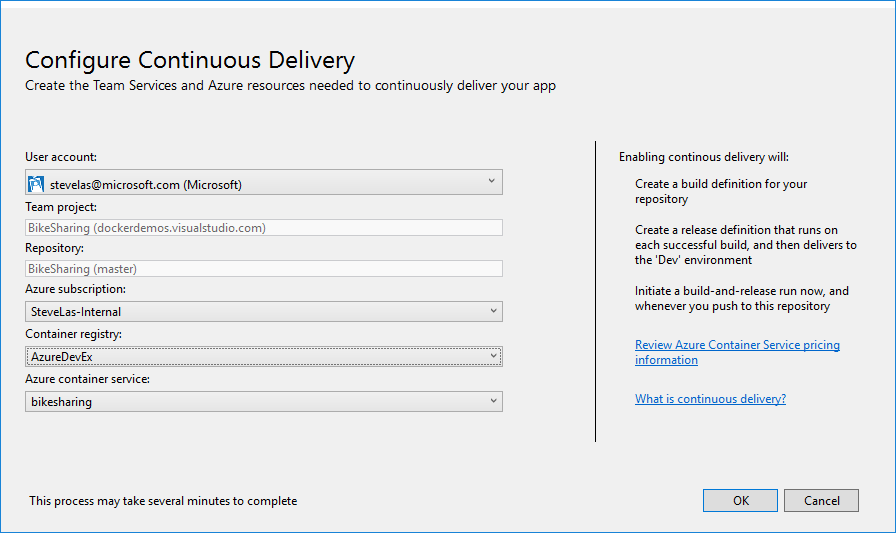 Configure Continuous Delivery
Create the Team Services and Azure resources needed to continuously deliver your app
User account:
stevelas@microsoft.com (Microsoft)
Team project:
BikeSharing (dockerdemos.visualstudio.com)
Repository:
BikeSharing (master)
Azure subscription:
SteveLas-Internal
Container registry:
AzureDevEx
Azure container service:
bikesharing
Enabling continous delivery will:
Create a build definition for your
repository
Create a release definition that runs on
each successful build, and then delivers to
the 'Dev' environment
Initiate a build-and-release run now, and
whenever you push to this repository
Review Azure Container Service pricing
information
What is continuous delivery?
This process may take several minutes to complete
OK
Cancel